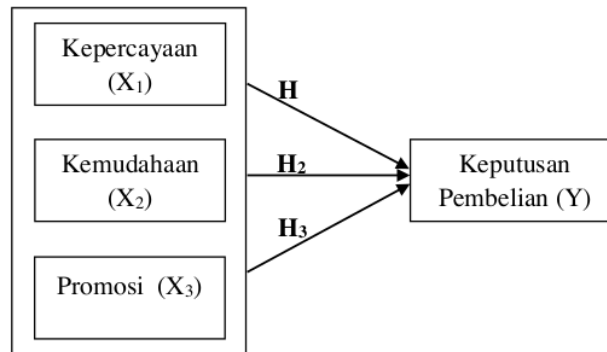 Kepercayaan
(X₁)
H
Kemudahaan
(X₂)
H₂
Keputusan
Pembelian (Y)
H₃
Promosi (X₃)